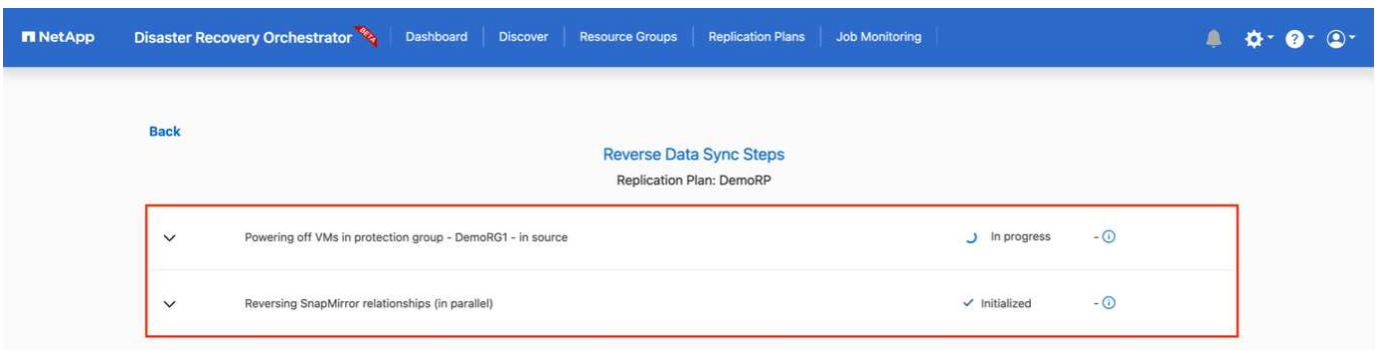 NetApp Disaster Recovery Orchestrator BETA Dashboard Discover Resource Groups Replication Plans Job Monitoring
Back
Reverse Data Sync Steps
Replication Plan: DemoRP
Powering off VMs in protection group - DemoRG1 - in source In progress -
Reversing SnapMirror relationships (in parallel) Initialized -